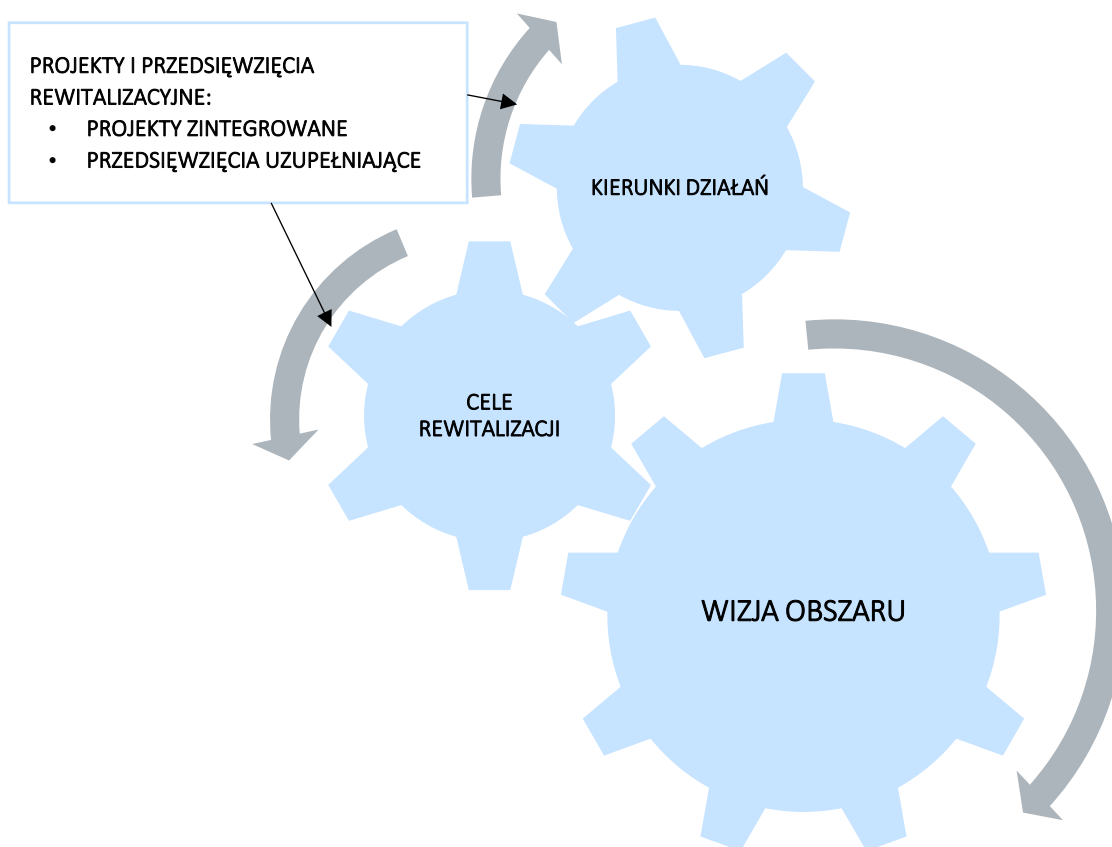 PROJEKTY I PRZEDSIĘWZIĘCIA
REWITALIZACYJNE:
• PROJEKTY ZINTEGROWANE
• PRZEDSIĘWZIĘCIA UZUPEŁNIAJĄCE
KIERUNKI DZIAŁAŃ
CELE
REWITALIZACJI
WIZJA OBSZARU